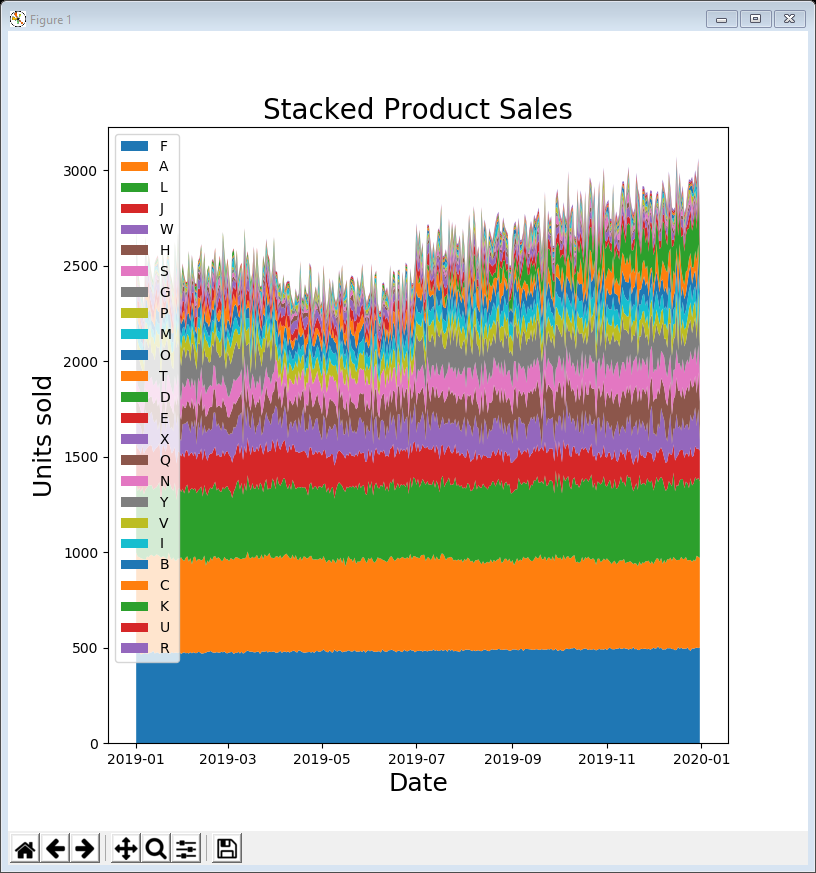 Figure 1
Stacked Product Sales
F
A
L
J
W
H
S
G
P
M
O
T
D
E
X
Q
N
Y
V
I
B
C
K
U
R
3000
2500
2000
1500
1000
500
0
Units sold
2019-01 2019-03 2019-05 2019-07 2019-09 2019-11 2020-01
Date